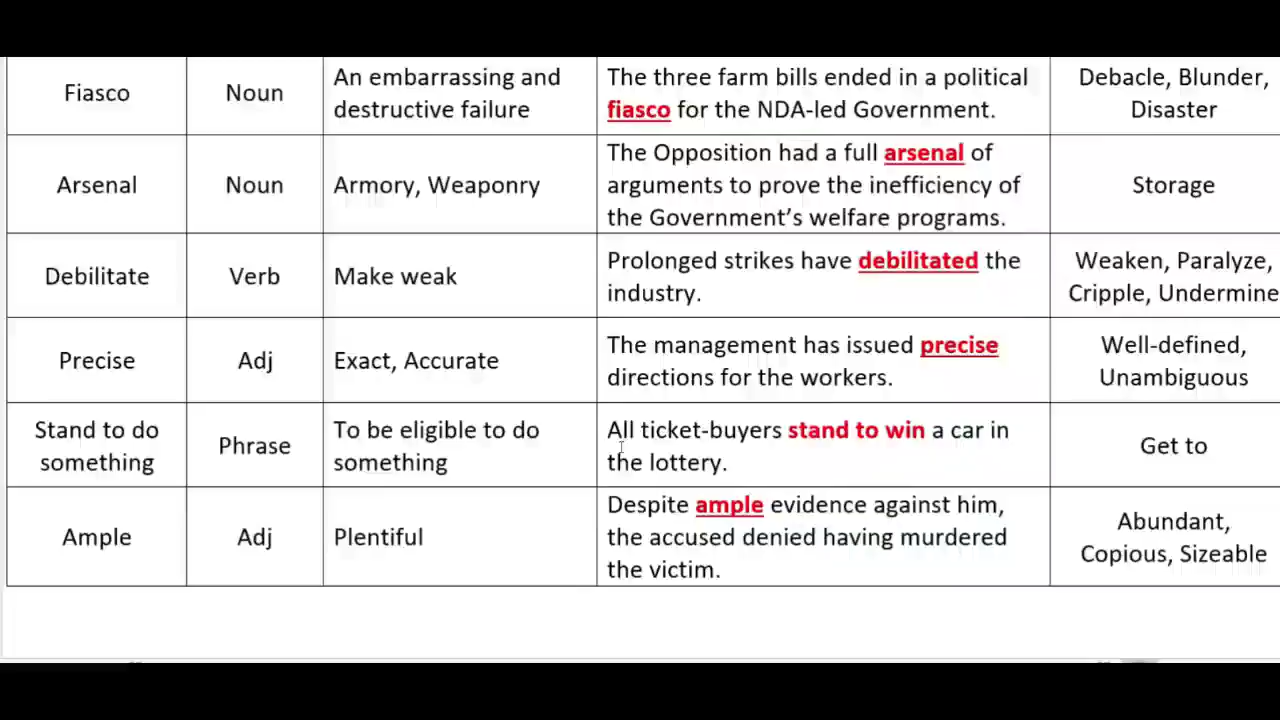 Fiasco
Noun
An embarrassing and
destructive failure
The three farm bills ended in a political
fiasco for the NDA-led Government.
Debacle, Blunder,
Disaster
Arsenal
Noun
Armory, Weaponry
The Opposition had a full arsenal of
arguments to prove the inefficiency of
the Government’s welfare programs.
Storage
Debilitate
Verb
Make weak
Prolonged strikes have debilitated the
industry.
Weaken, Paralyze,
Cripple, Undermine
Precise
Adj
Exact, Accurate
The management has issued precise
directions for the workers.
Well-defined,
Unambiguous
Stand to do
something
Phrase
To be eligible to do
something
All ticket-buyers stand to win a car in
the lottery.
Get to
Ample
Adj
Plentiful
Despite ample evidence against him,
the accused denied having murdered
the victim.
Abundant,
Copious, Sizeable